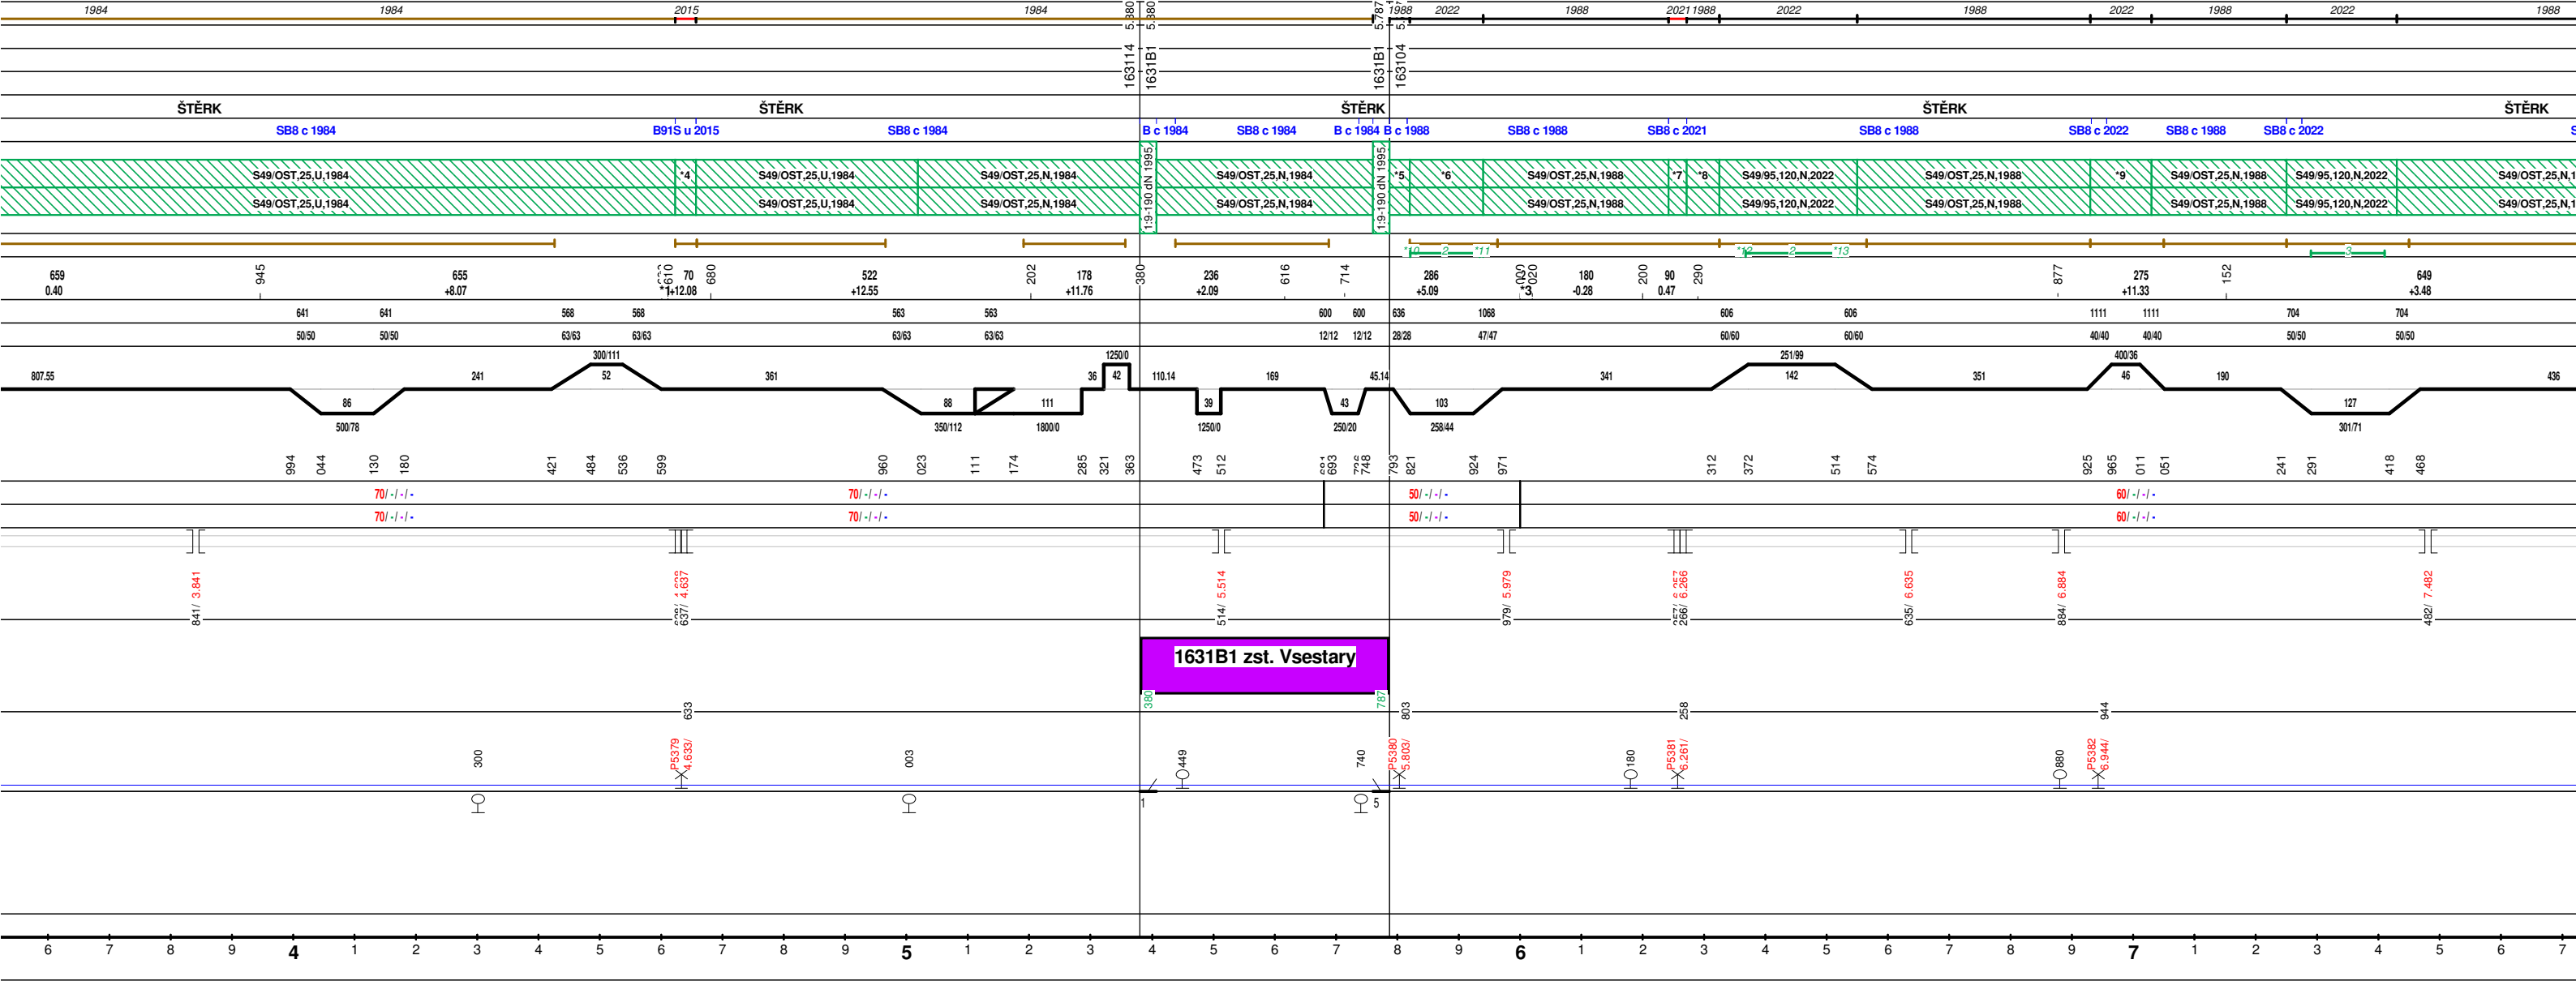 1984 1984 2015 1984 1988 2022 1988 2021 1988 2022 1988 2022 1988 2022 1988
5.380 5.380 5.787
163114 1631B1 1631B1 163104
ŠTĚRK ŠTĚRK ŠTĚRK ŠTĚRK ŠTĚRK
SB8 c 1984 B91S u 2015 SB8 c 1984 B c 1984 SB8 c 1984 B c 1984 B c 1988 SB8 c 1988 SB8 c 2021 SB8 c 1988 SB8 c 2022 SB8 c 1988 SB8 c 2022 S
1:9-190 dN 1995 1:9-190 dN 1995
S49/OST,25,U,1984 *4 S49/OST,25,U,1984 S49/OST,25,N,1984 S49/OST,25,N,1984 *5 *6 S49/OST,25,N,1988 *7 *8 S49/95,120,N,2022 S49/OST,25,N,1988 *9 S49/OST,25,N,1988 S49/95,120,N,2022 S49/OST,25,N,1
S49/OST,25,U,1984 S49/OST,25,U,1984 S49/OST,25,N,1984 S49/OST,25,N,1984 S49/OST,25,N,1988 S49/95,120,N,2022 S49/OST,25,N,1988 S49/OST,25,N,1988 S49/95,120,N,2022 S49/OST,25,N,1
*10 2 *11 *12 2 *13 3
945 610 680 202 380 616 714 020 200 290 877 152
659 655 70 522 178 236 286 180 90 275 649
0.40 +8.07 *1 +12.08 +12.55 +11.76 +2.09 +5.09 *3 -0.28 0.47 +11.33 +3.48
641 641 568 568 563 563 600 600 636 1068 606 606 1111 1111 704 704
50/50 50/50 63/63 63/63 63/63 63/63 12/12 12/12 28/28 47/47 60/60 60/60 40/40 40/40 50/50 50/50
300/111 1250/0 251/99 400/36
807.55 241 52 361 36 42 110.14 169 45.14 341 142 351 46 190 436
86 88 111 39 43 103 127
500/78 350/112 1800/0 1250/0 250/20 258/44 301/71
994 044 130 180 421 484 536 599 960 023 111 174 285 321 363 473 512 693 748 793 821 924 971 312 372 514 574 925 965 011 051 241 291 418 468
70/ -/ -/ - 70/ -/ -/ - 50/ -/ -/ - 60/ -/ -/ -
70/ -/ -/ - 70/ -/ -/ - 50/ -/ -/ - 60/ -/ -/ -
841/ 3.841 637/ 4.637 514/ 5.514 979/ 5.979 266/ 6.266 635/ 6.635 884/ 6.884 482/ 7.482
1631B1 zst. Vsestary
380 787
633 803 258 944
P5379 4.633/ P5380 5.803/ P5381 6.261/ P5382 6.944/
300 003 449 740 180 880
1 5
6 7 8 9 4 1 2 3 4 5 6 7 8 9 5 1 2 3 4 5 6 7 8 9 6 1 2 3 4 5 6 7 8 9 7 1 2 3 4 5 6 7